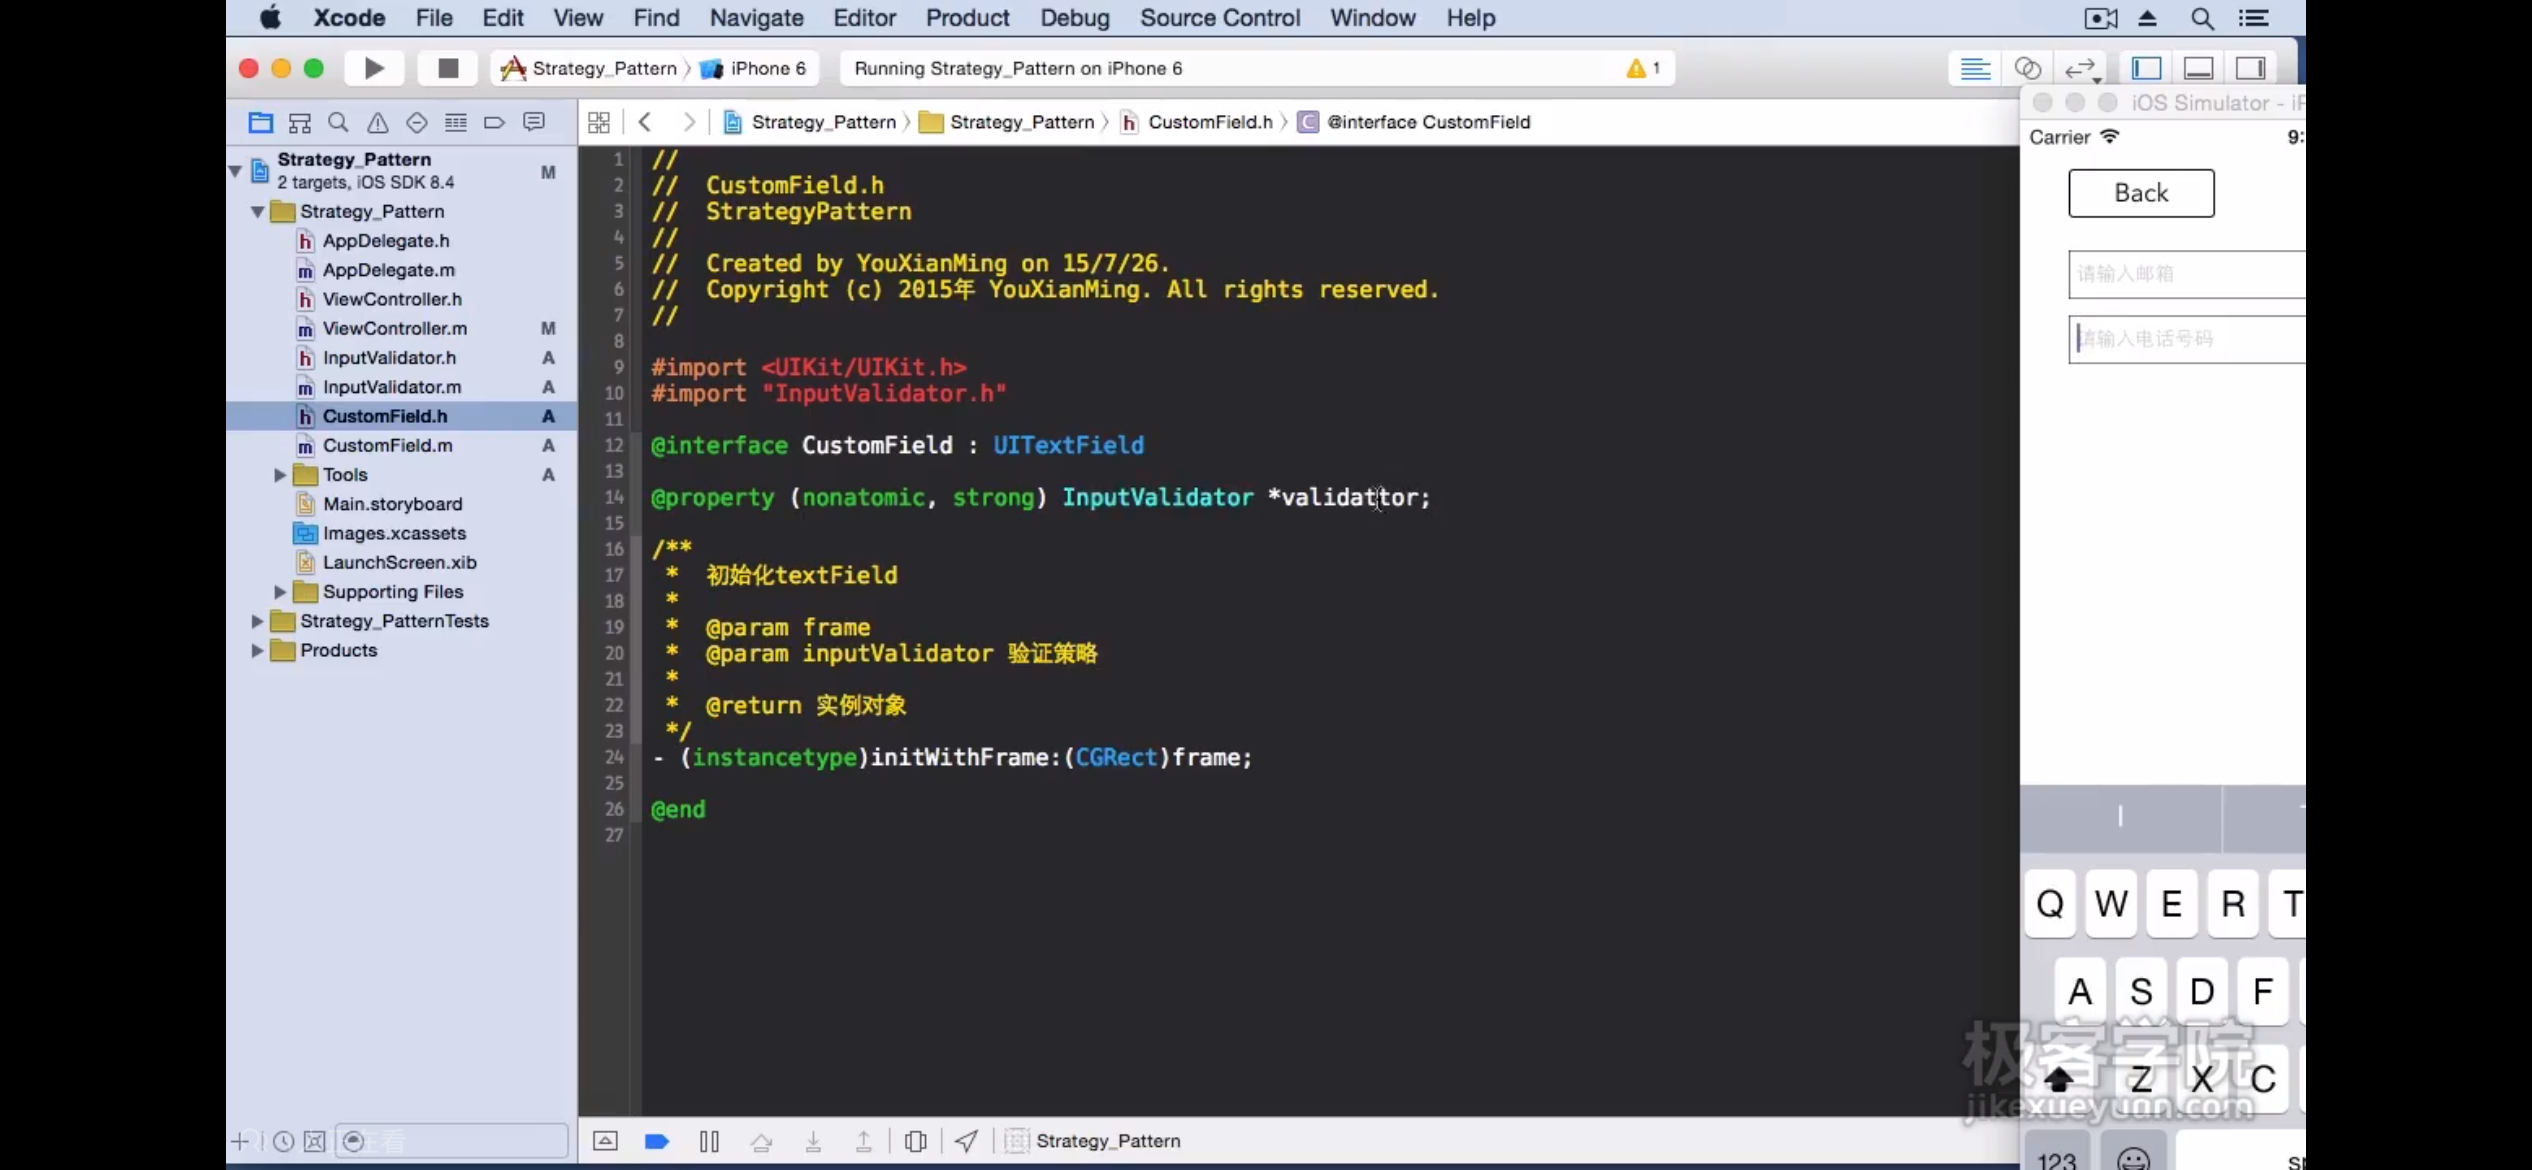 Xcode File Edit View Find Navigate Editor Product Debug Source Control Window Help
Strategy_Pattern iPhone 6
Running Strategy_Pattern on iPhone 6
1
Strategy_Pattern Strategy_Pattern CustomField.h @interface CustomField
Strategy_Pattern M
2 targets, iOS SDK 8.4
Strategy_Pattern
AppDelegate.h
AppDelegate.m
ViewController.h
ViewController.m M
InputValidator.h A
InputValidator.m A
CustomField.h A
CustomField.m A
Tools A
Main.storyboard
Images.xcassets
LaunchScreen.xib
Supporting Files
Strategy_PatternTests
Products
1 //
2 //  CustomField.h
3 //  StrategyPattern
4 //
5 //  Created by YouXianMing on 15/7/26.
6 //  Copyright (c) 2015年 YouXianMing. All rights reserved.
7 //
8
9 #import <UIKit/UIKit.h>
10 #import "InputValidator.h"
11
12 @interface CustomField : UITextField
13
14 @property (nonatomic, strong) InputValidator *validattor;
15
16 /**
17  *  初始化textField
18  *
19  *  @param frame
20  *  @param inputValidator 验证策略
21  *
22  *  @return 实例对象
23  */
24 - (instancetype)initWithFrame:(CGRect)frame;
25
26 @end
27
Strategy_Pattern
iOS Simulator - iP
Carrier 9:
Back
请输入邮箱
请输入电话号码
I
Q W E R T
A S D F
Z X C
123
极客学院
jikexueyuan.com